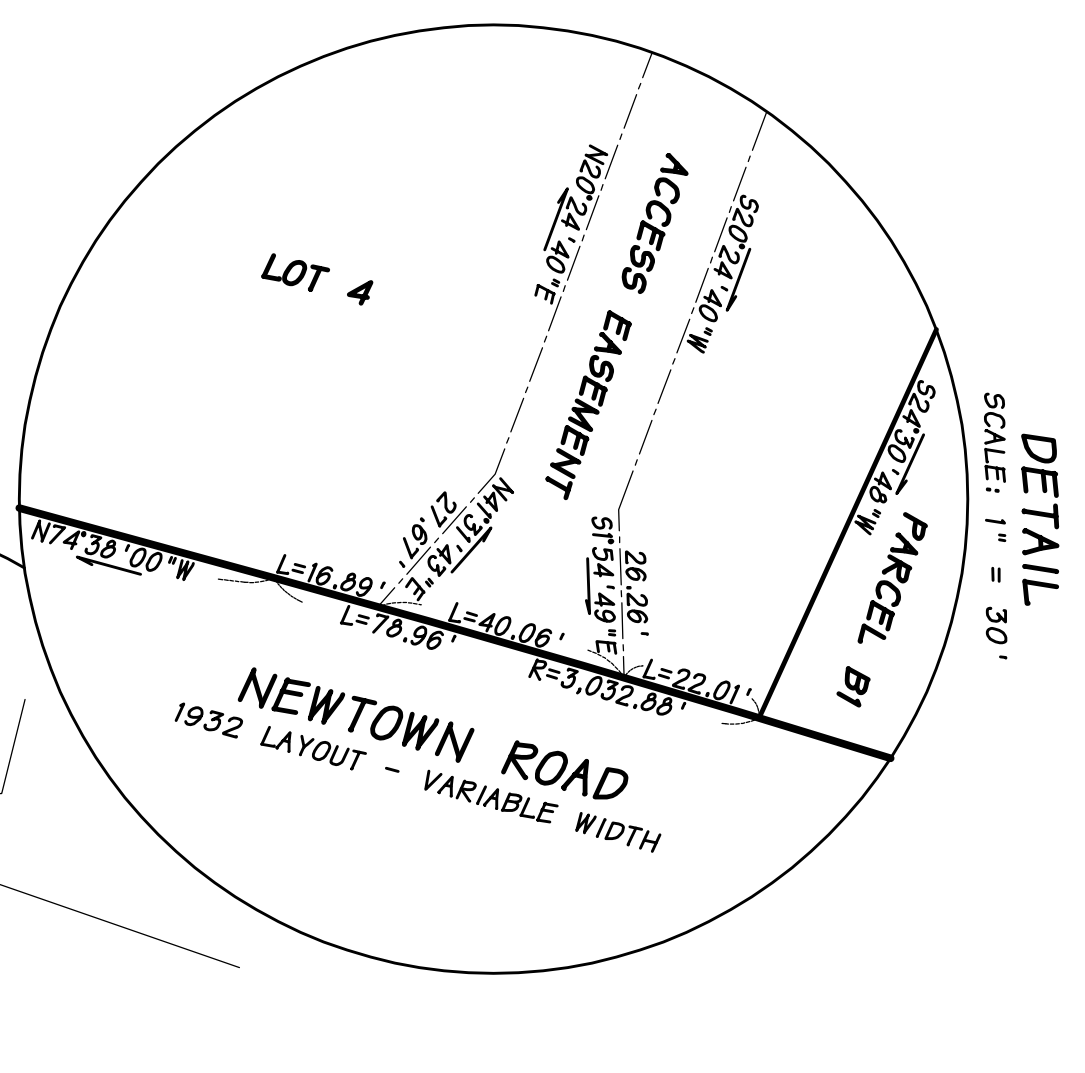 N20°24'40"E
ACCESS EASEMENT
S20°24'40"W
LOT 4
S24°30'48"W
PARCEL B1
DETAIL
SCALE: 1" = 30'
N41°31'43"E
27.67'
S1°54'49"E
26.26'
N74°38'00"W
L=16.89'
L=78.96'
L=40.06'
R=3,032.88'
L=22.01'
NEWTOWN ROAD
1932 LAYOUT - VARIABLE WIDTH